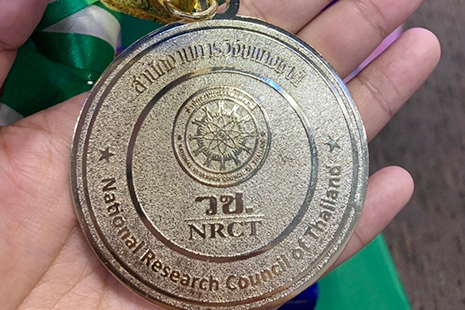 สำนักงานการวิจัยแห่งชาติ
วช.
NRCT
National Research Council of Thailand